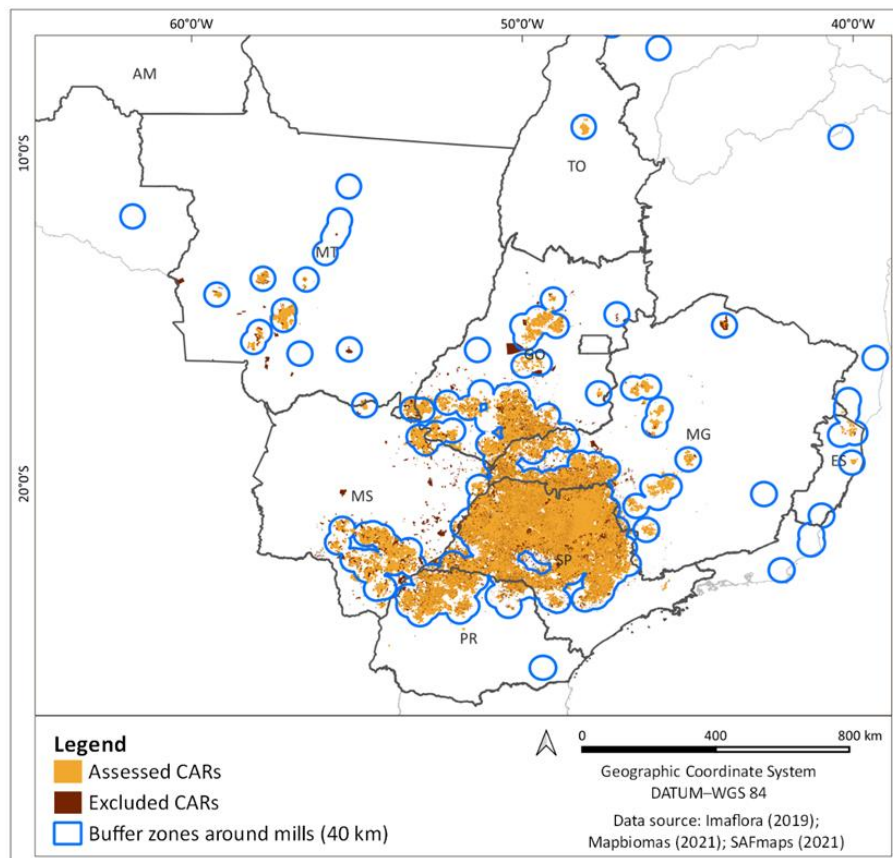 60°0'W 50°0'W 40°0'W
AM
10°0'S
TO
MT
GO
MG
ES
20°0'S
MS
SP
PR
Legend
Assessed CARs
Excluded CARs
Buffer zones around mills (40 km)
0 400 800 km
Geographic Coordinate System
DATUM–WGS 84
Data source: Imaflora (2019);
Mapbiomas (2021); SAFmaps (2021)